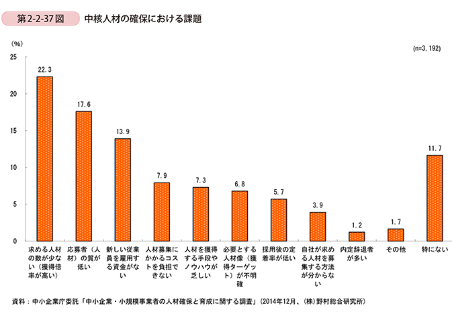 第2-2-37図 中核人材の確保における課題
(%)
(n=3,192)
25
20
15
10
5
0
22.3
17.6
13.9
7.9
7.3
6.8
5.7
3.9
1.2
1.7
11.7
求める人材
の数が少な
い(獲得倍
率が高い)
応募者(人
材)の質が
低い
新しい従業
員を雇用す
る資金がな
い
人材募集に
かかるコス
トを負担で
きない
人材を獲得
する手段や
ノウハウが
乏しい
必要とす
る人材像(獲
得ターゲッ
ト)が不明
確
採用後の定
着率が低い
自社が求め
る人材を募
集する方法
が分からな
い
内定辞退者
が多い
その他
特にない
資料:中小企業庁委託「中小企業・小規模事業者の人材確保と育成に関する調査」(2014年12月、(株)野村総合研究所)